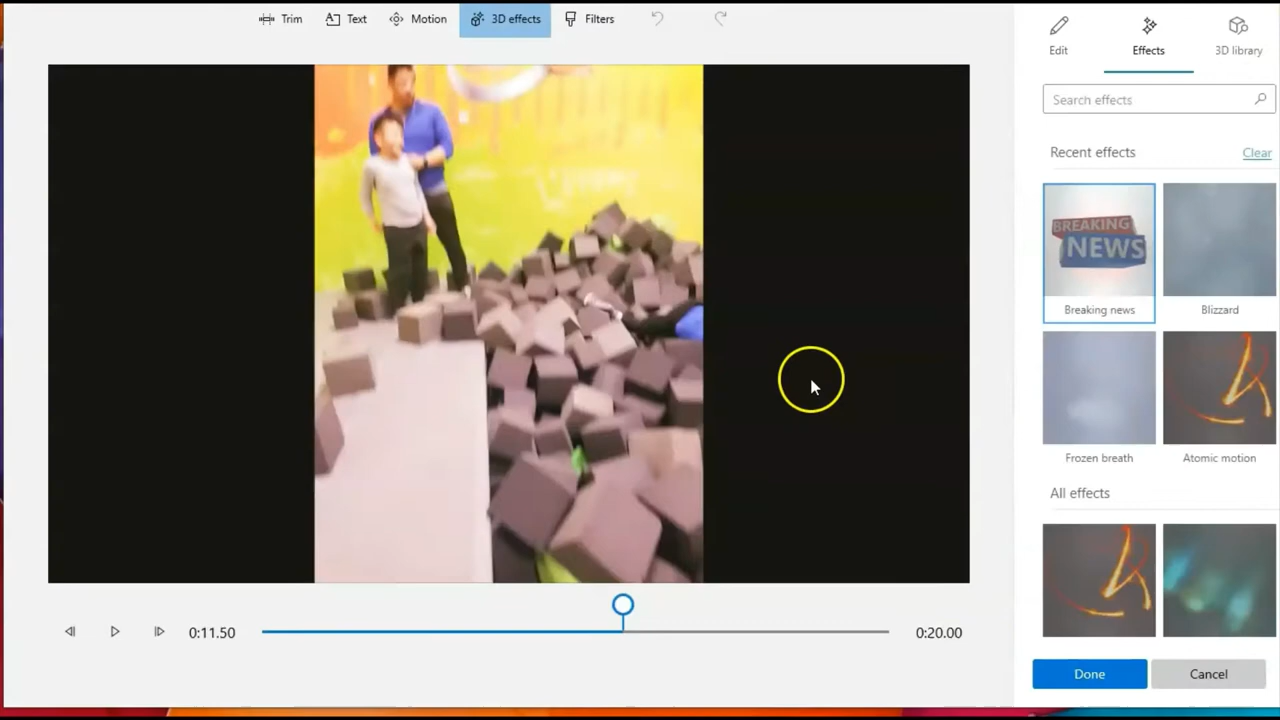 Trim Text Motion 3D effects Filters
Edit Effects 3D library
Search effects
Recent effects Clear
BREAKING
NEWS
Breaking news Blizzard
Frozen breath Atomic motion
All effects
0:11.50 0:20.00
Done Cancel